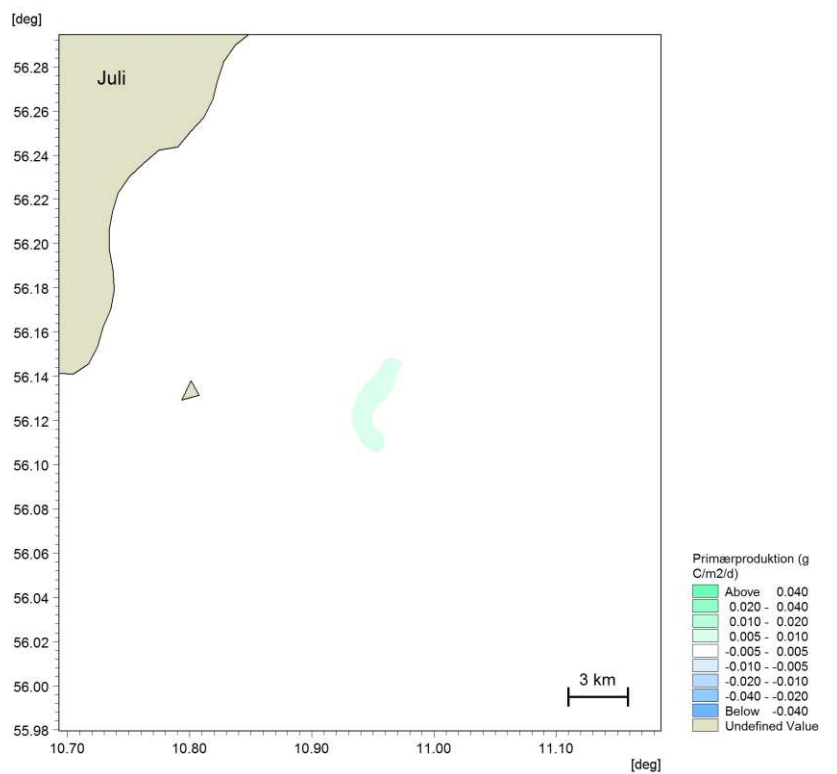 [deg]
56.28
Juli
56.26
56.24
56.22
56.20
56.18
56.16
56.14
56.12
56.10
56.08
56.06
56.04
56.02
56.00
55.98
3 km
10.70 10.80 10.90 11.00 11.10
[deg]
Primærproduktion (g
C/m2/d)
Above 0.040
0.020 - 0.040
0.010 - 0.020
0.005 - 0.010
-0.005 - 0.005
-0.010 - -0.005
-0.020 - -0.010
-0.040 - -0.020
Below -0.040
Undefined Value